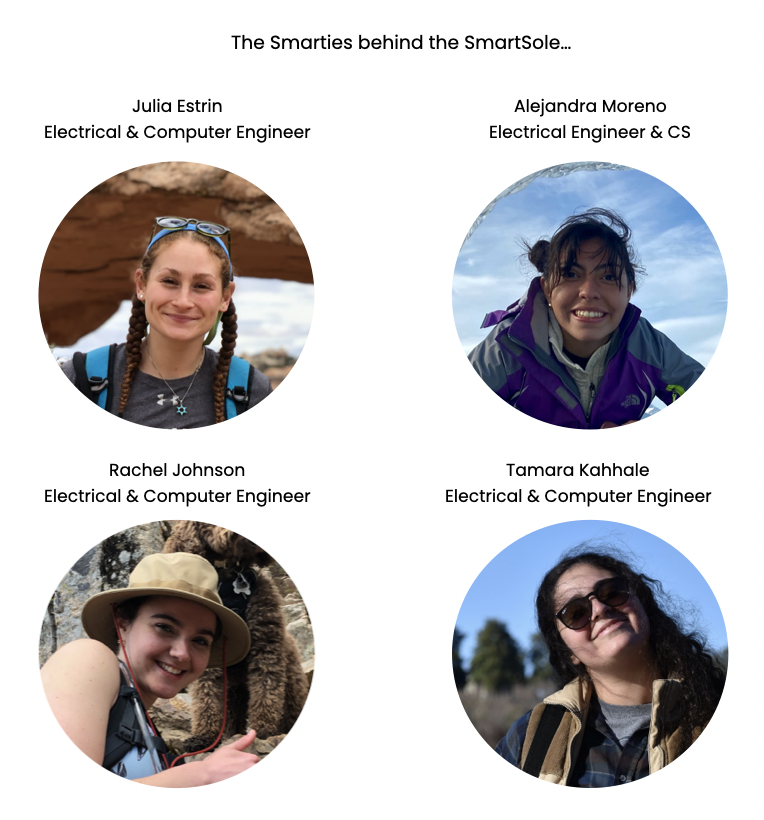 The Smarties behind the SmartSole...
Julia Estrin
Electrical & Computer Engineer
Alejandra Moreno
Electrical Engineer & CS
Rachel Johnson
Electrical & Computer Engineer
Tamara Kahhale
Electrical & Computer Engineer